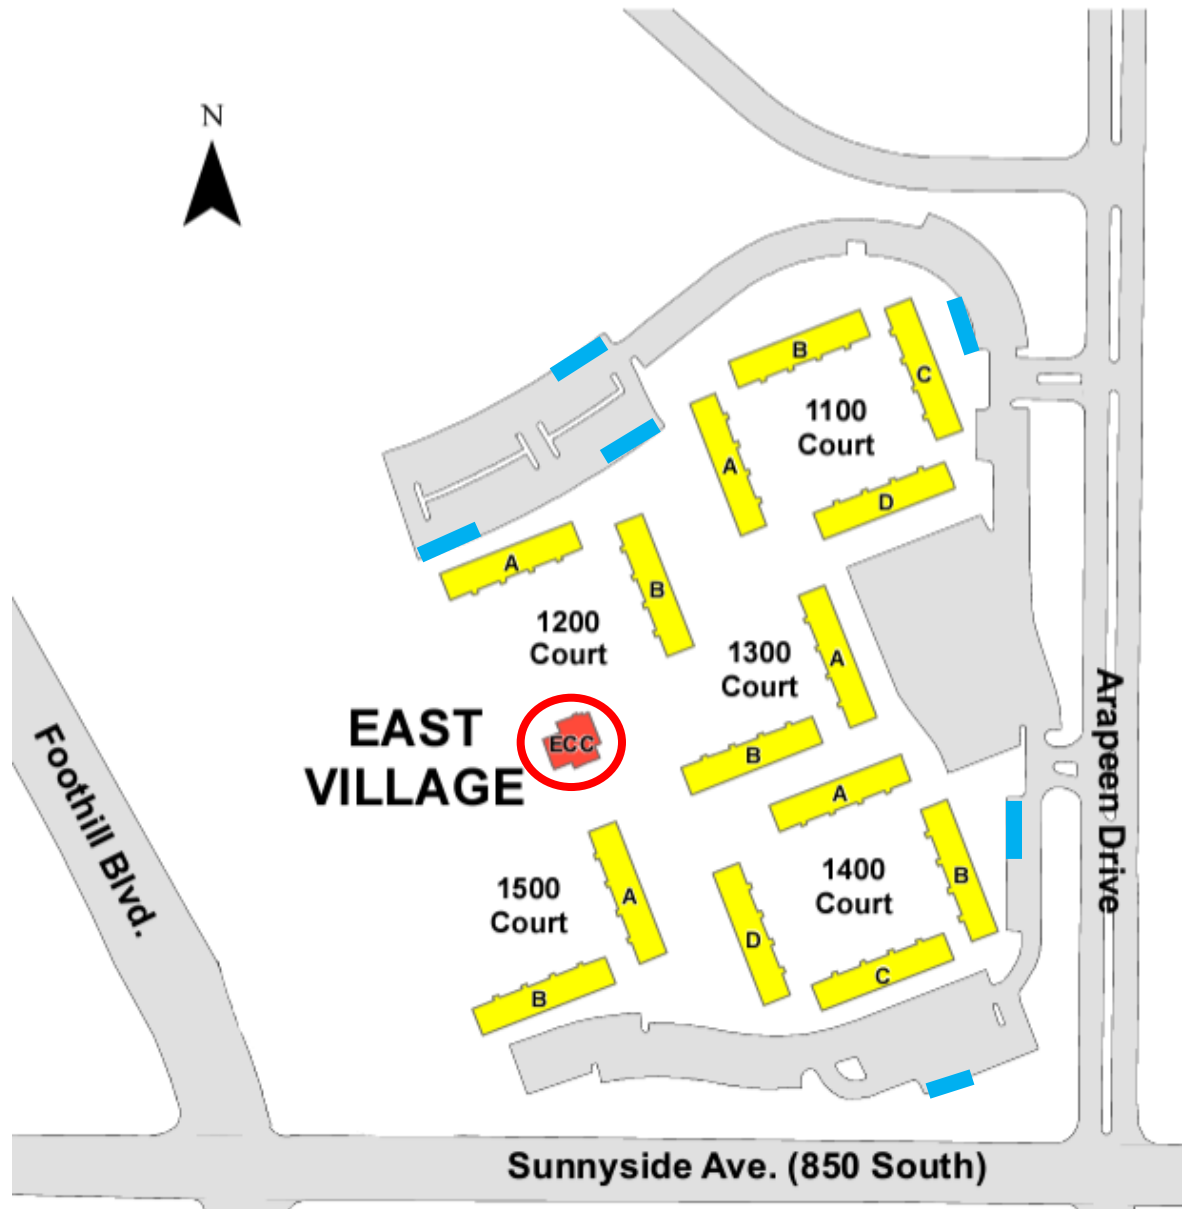 N
B
C
1100
Court
A
D
A
B
1200
Court
A
1300
Court
B
EAST
VILLAGE
ECC
A
1400
Court
B
D
C
1500
Court
A
B
Foothill Blvd.
Arapeen Drive
Sunnyside Ave. (850 South)